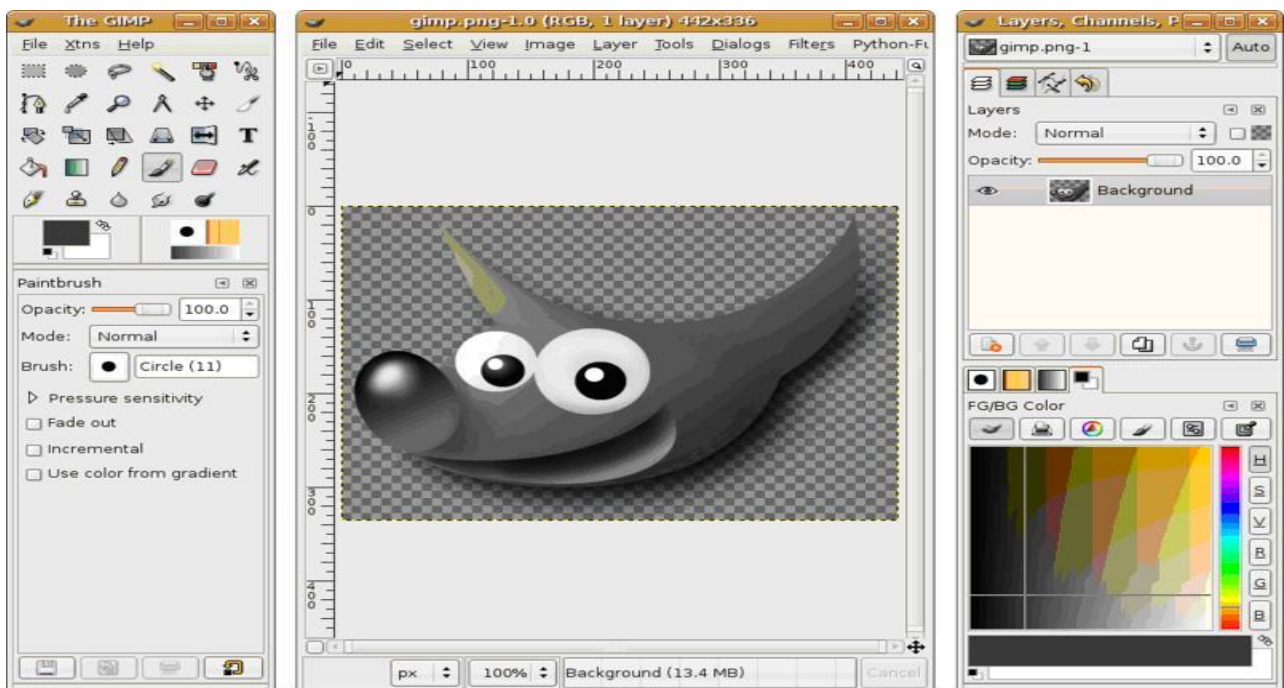 The GIMP
File Xtns Help
T
Paintbrush
Opacity: 100.0
Mode: Normal
Brush: Circle (11)
Pressure sensitivity
Fade out
Incremental
Use color from gradient
gimp.png-1.0 (RGB, 1 layer) 442x336
File Edit Select View Image Layer Tools Dialogs Filters Python-Fu
0 100 200 300 400
-100
0
100
200
300
400
px 100% Background (13.4 MB) Cancel
Layers, Channels, P
gimp.png-1 Auto
Layers
Mode: Normal
Opacity: 100.0
Background
FG/BG Color
H
S
V
R
G
B